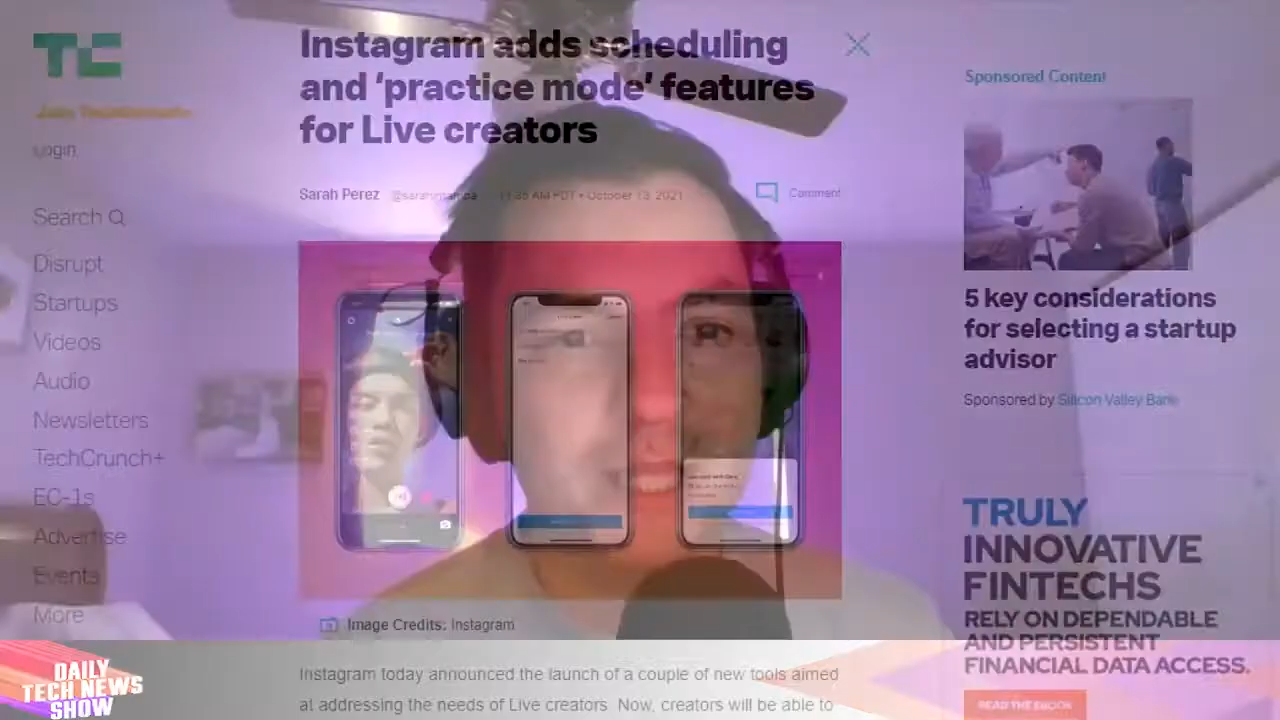 TC
Join TechCrunch+
Login
Search
Disrupt
Startups
Videos
Audio
Newsletters
TechCrunch+
EC-1s
Advertise
Events
More
Instagram adds scheduling
and ‘practice mode’ features
for Live creators
Sarah Perez
AM PDT • October 13, 2021
Comment
Image Credits: Instagram
Instagram today announced the launch of a couple of new tools aimed
at addressing the needs of Live creators. Now, creators will be able to
Sponsored Content
5 key considerations
for selecting a startup
advisor
Sponsored by Silicon Valley Bank
TRULY
INNOVATIVE
FINTECHS
RELY ON DEPENDABLE
AND PERSISTENT
FINANCIAL DATA ACCESS.
READ THE EBOOK
DAILY
TECH NEWS
SHOW